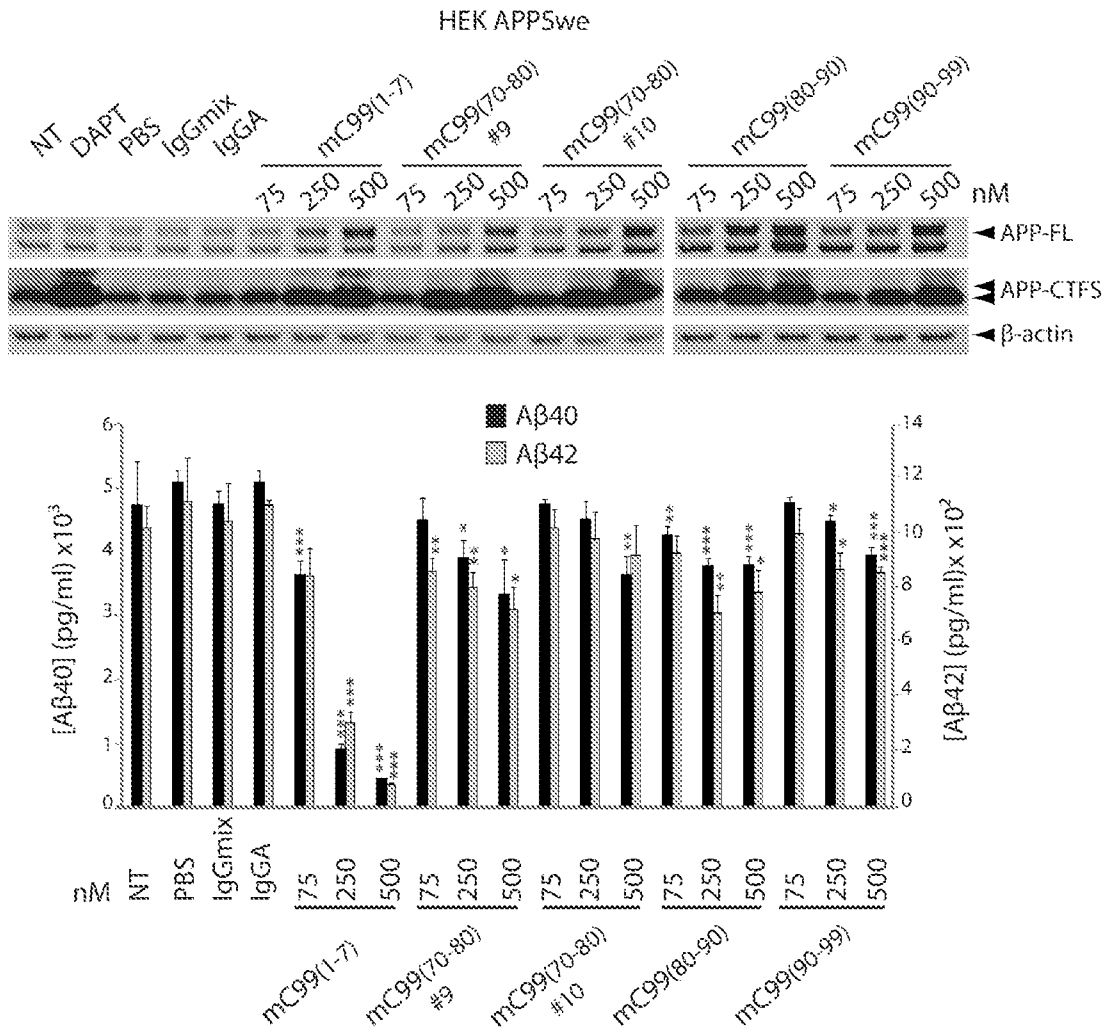 HEK APPSwe
NT DAPT PBS IgGmix IgGA mC99(1-7) mC99(70-80) #9 mC99(70-80) #10 mC99(80-90) mC99(90-99)
75 250 500 75 250 500 75 250 500 75 250 500 75 250 500 nM
APP-FL
APP-CTFS
β-actin
Aβ40
Aβ42
[Aβ40] (pg/ml) x10³
6
5
4
3
2
1
0
14
12
10
8
6
4
2
0
[Aβ42] (pg/ml)x x10²
*** *** *** *** *** ** * ** * * ** ** *** ** *** * * * *** ***
nM NT PBS IgGmix IgGA 75 250 500 75 250 500 75 250 500 75 250 500 75 250 500
mC99(1-7) mC99(70-80) #9 mC99(70-80) #10 mC99(80-90) mC99(90-99)